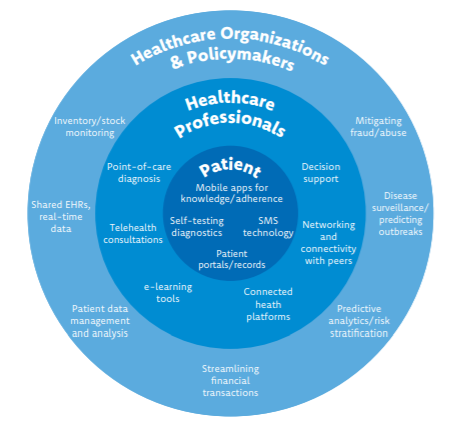 Healthcare Organizations
& Policymakers
Healthcare
Professionals
Patient
Mobile apps for
knowledge/adherence
Self-testing
diagnostics
SMS
technology
Patient
portals/records
Point-of-care
diagnosis
Decision
support
Telehealth
consultations
Networking
and
connectivity
with peers
e-learning
tools
Connected
heath
platforms
Inventory/stock
monitoring
Mitigating
fraud/abuse
Shared EHRs,
real-time
data
Disease
surveillance/
predicting
outbreaks
Patient data
management
and analysis
Predictive
analytics/risk
stratification
Streamlining
financial
transactions